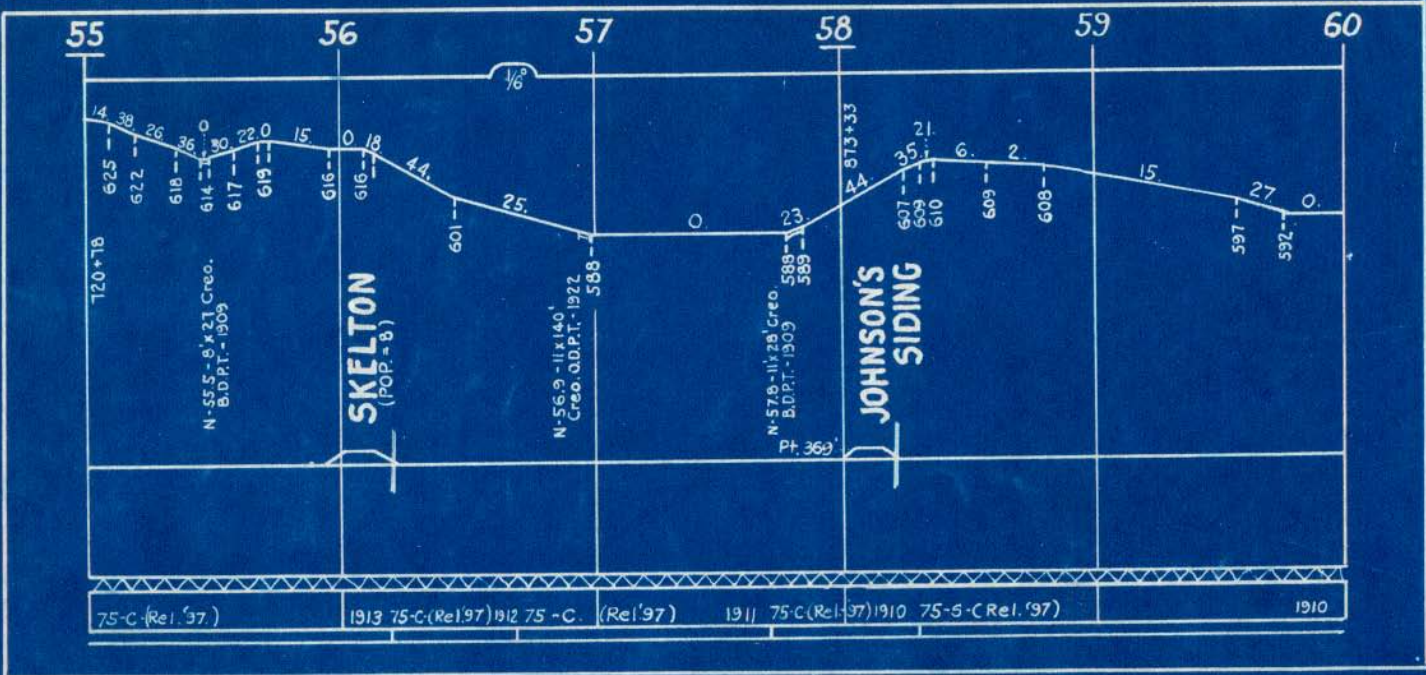 55 56 57 58 59 60
1/6°
14. 38. 26. 36. 0 30. 22. 0 15. 0 18. 44. 25. 0. 23. 44. 35. 21. 6. 2. 15. 27. 0.
625 622 618 614 617 619 616 616 601 588 588 589 607 609 610 609 608 597 592
720+78
873+33
N-55.5-8'x27' Creo.
B.D.P.T.-1909
SKELTON
(POP.=8)
N-56.9-11x140'
Creo. O.D.P.T.-1922
N-57.8-11'x28' Creo.
B.D.P.T.-1909
JOHNSON'S
SIDING
Pt. 369'
75-C-(Rel.'97.) 1913 75-C-(Rel.'97) 1912 75-C. (Rel.'97) 1911 75-C(Rel.-97) 1910 75-S-(Rel.'97) 1910